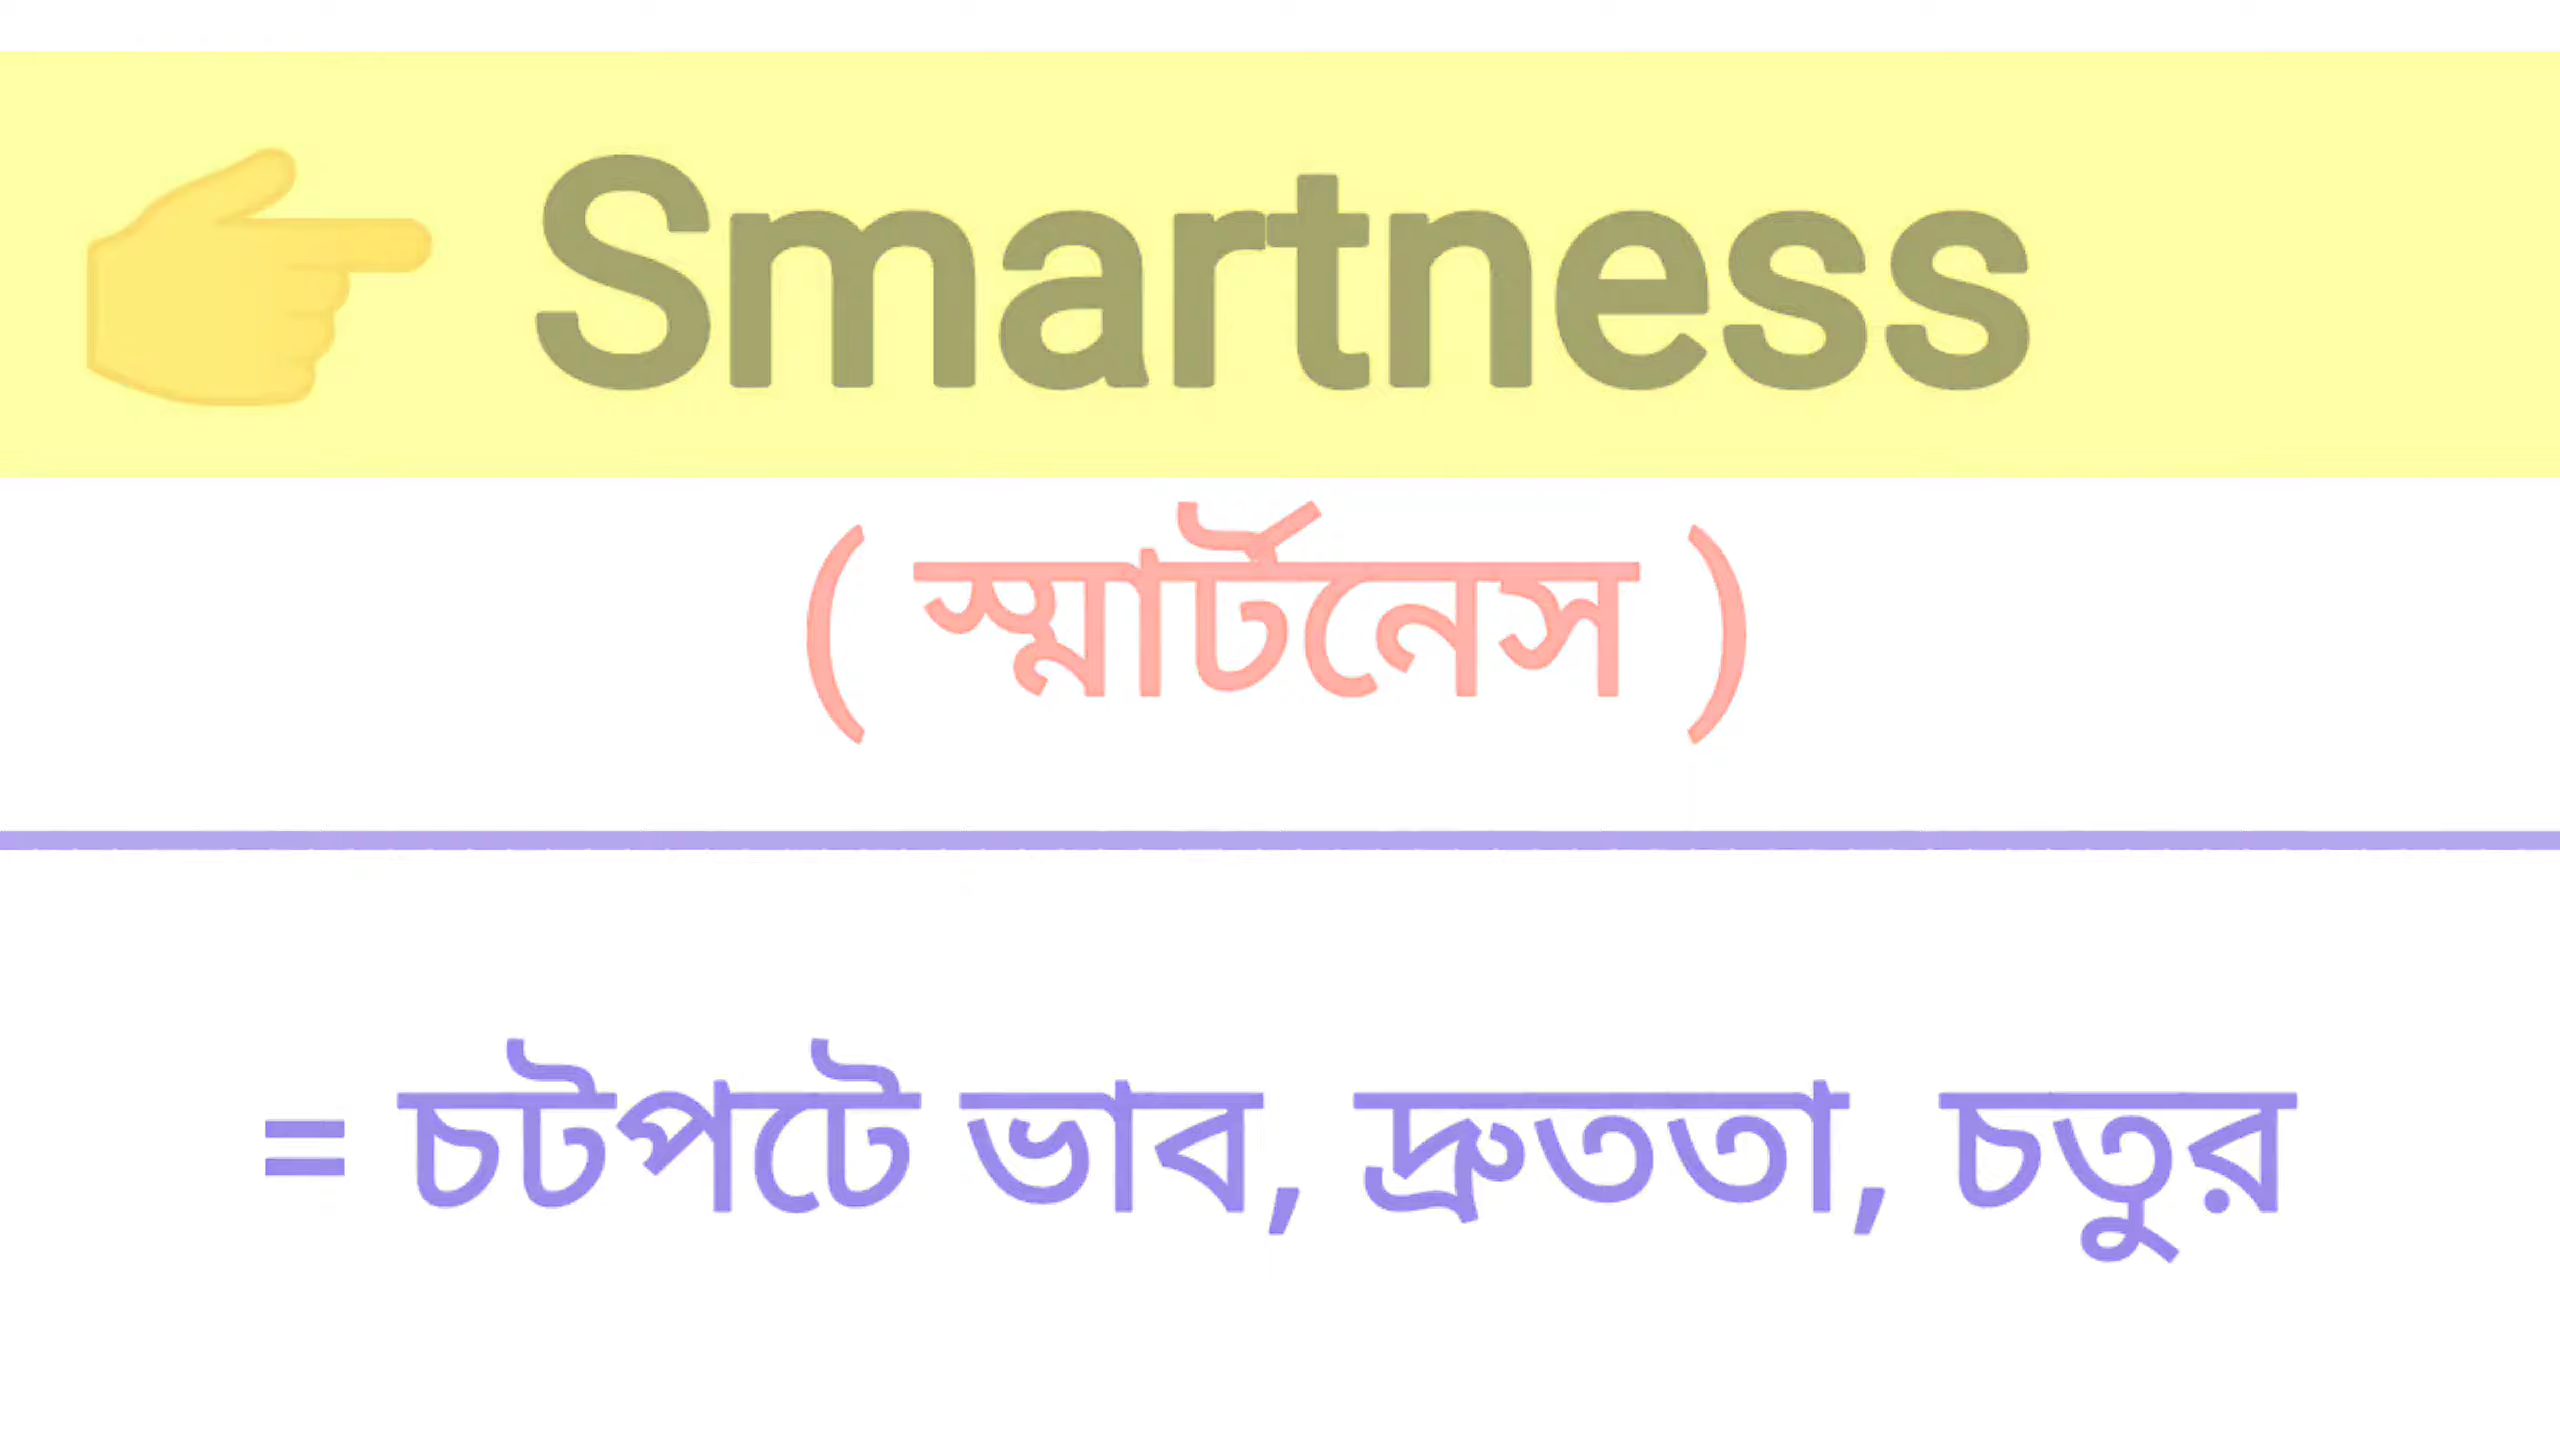 👉 Smartness
( স্মার্টনেস )
= চটপটে ভাব, দ্রুততা, চতুর